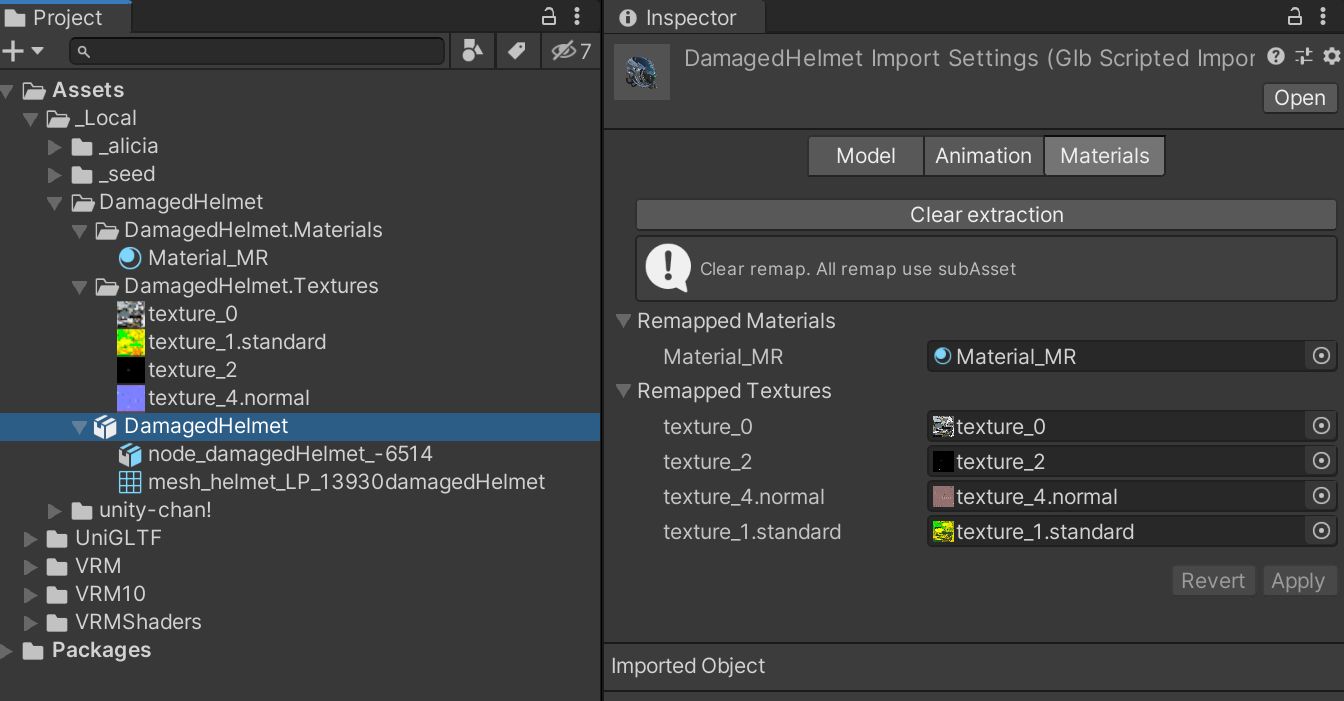 Project
7
Assets
_Local
_alicia
_seed
DamagedHelmet
DamagedHelmet.Materials
Material_MR
DamagedHelmet.Textures
texture_0
texture_1.standard
texture_2
texture_4.normal
DamagedHelmet
node_damagedHelmet_-6514
mesh_helmet_LP_13930damagedHelmet
unity-chan!
UniGLTF
VRM
VRM10
VRMShaders
Packages
Inspector
DamagedHelmet Import Settings (Glb Scripted Impor
Open
Model Animation Materials
Clear extraction
Clear remap. All remap use subAsset
Remapped Materials
Material_MR Material_MR
Remapped Textures
texture_0 texture_0
texture_2 texture_2
texture_4.normal texture_4.normal
texture_1.standard texture_1.standard
Revert Apply
Imported Object